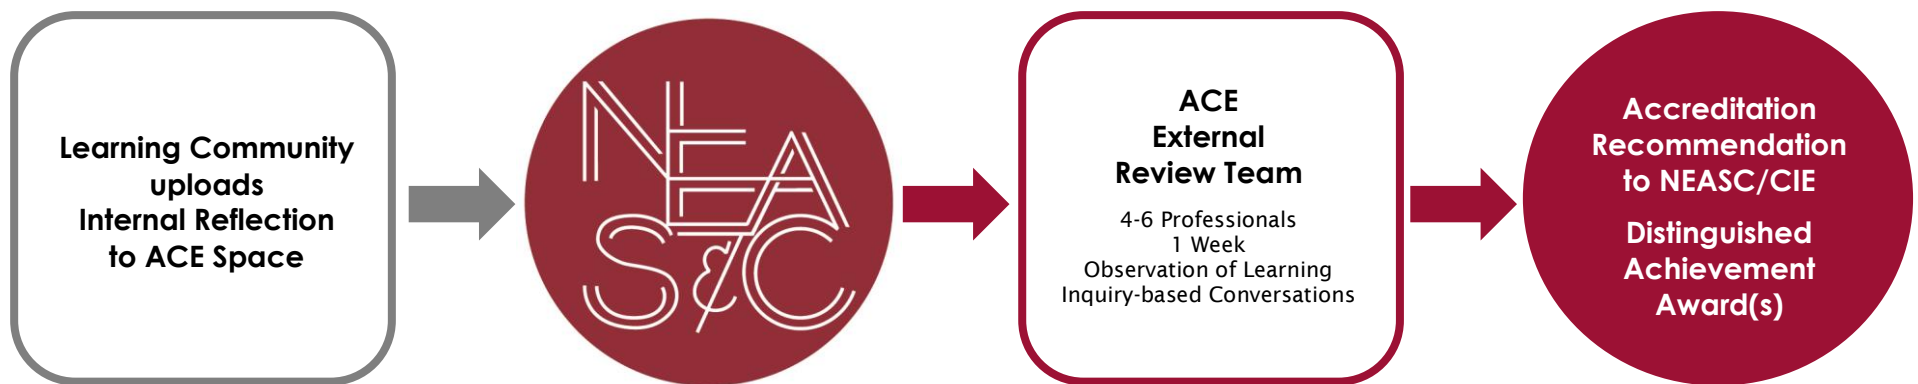 Learning Community
uploads
Internal Reflection
to ACE Space
NEA
S&C
ACE
External
Review Team
4-6 Professionals
1 Week
Observation of Learning
Inquiry-based Conversations
Accreditation
Recommendation
to NEASC/CIE
Distinguished
Achievement
Award(s)